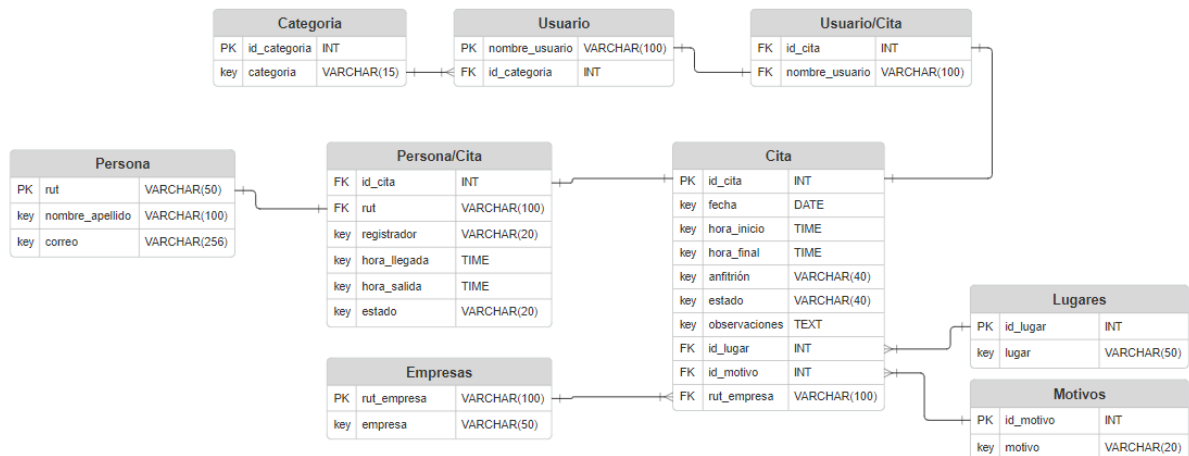 Categoria
PK id_categoria INT
key categoria VARCHAR(15)
Usuario
PK nombre_usuario VARCHAR(100)
FK id_categoria INT
Usuario/Cita
FK id_cita INT
FK nombre_usuario VARCHAR(100)
Persona
PK rut VARCHAR(50)
key nombre_apellido VARCHAR(100)
key correo VARCHAR(256)
Persona/Cita
FK id_cita INT
FK rut VARCHAR(100)
key registrador VARCHAR(20)
key hora_llegada TIME
key hora_salida TIME
key estado VARCHAR(20)
Cita
PK id_cita INT
key fecha DATE
key hora_inicio TIME
key hora_final TIME
key anfitrión VARCHAR(40)
key estado VARCHAR(40)
key observaciones TEXT
FK id_lugar INT
FK id_motivo INT
FK rut_empresa VARCHAR(100)
Empresas
PK rut_empresa VARCHAR(100)
key empresa VARCHAR(50)
Lugares
PK id_lugar INT
key lugar VARCHAR(50)
Motivos
PK id_motivo INT
key motivo VARCHAR(20)